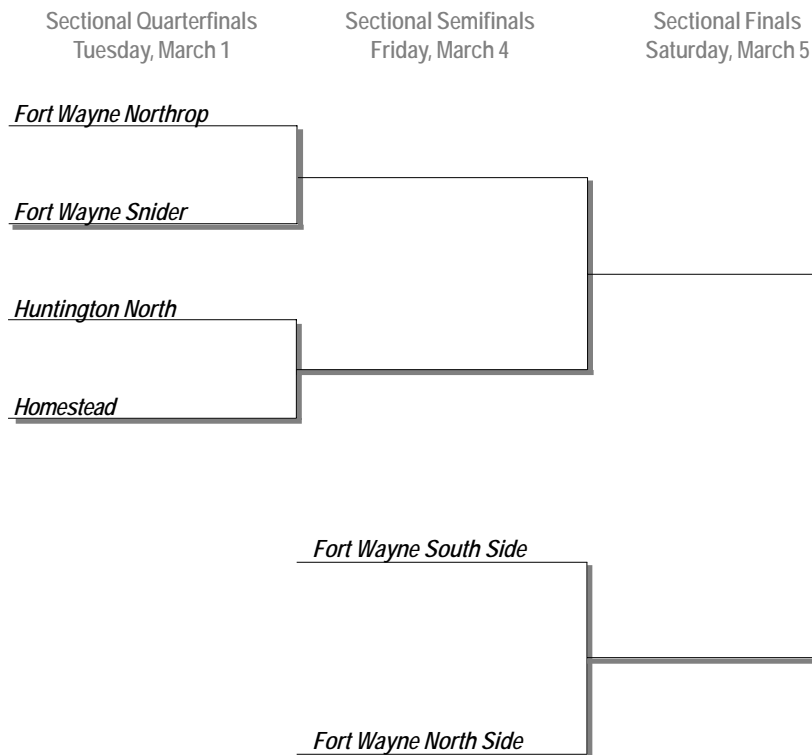 Sectional Quarterfinals
Tuesday, March 1
Sectional Semifinals
Friday, March 4
Sectional Finals
Saturday, March 5
Fort Wayne Northrop
Fort Wayne Snider
Huntington North
Homestead
Fort Wayne South Side
Fort Wayne North Side